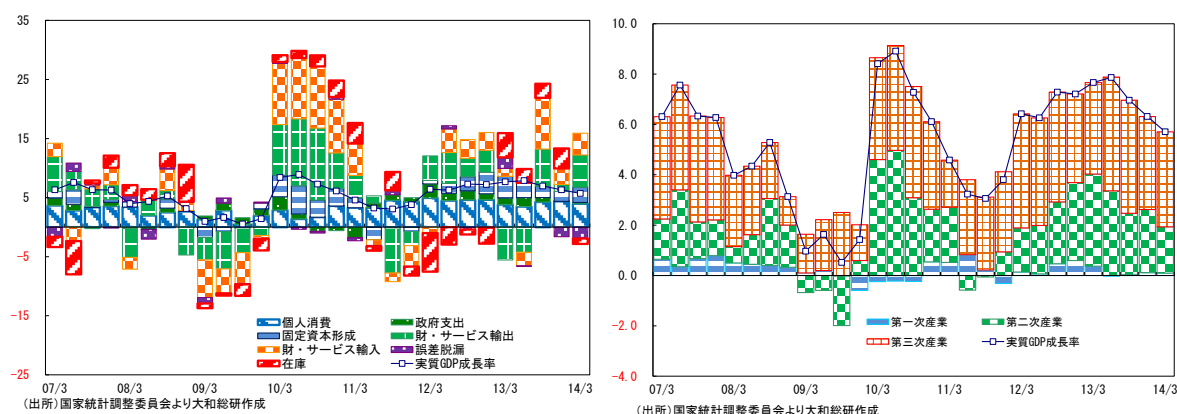 35
25
15
5
-5
-15
-25
個人消費
政府支出
固定資本形成
財・サービス輸出
財・サービス輸入
誤差脱漏
在庫
実質GDP成長率
07/3
08/3
09/3
10/3
11/3
12/3
13/3
14/3
(出所)国家統計調整委員会より大和総研作成
10.0
8.0
6.0
4.0
2.0
0.0
-2.0
-4.0
第一次産業
第二次産業
第三次産業
実質GDP成長率
07/3
08/3
09/3
10/3
11/3
12/3
13/3
14/3
(出所)国家統計調整委員会より大和総研作成